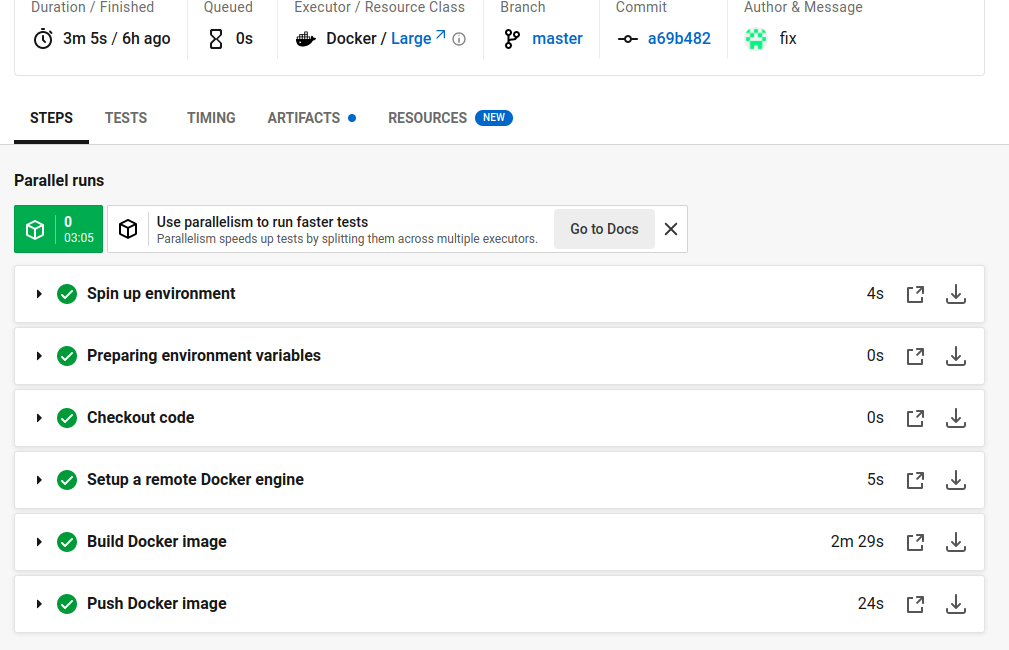 Duration / Finished Queued Executor / Resource Class Branch Commit Author & Message
3m 5s / 6h ago 0s Docker / Large master a69b482 fix
STEPS TESTS TIMING ARTIFACTS RESOURCES NEW
Parallel runs
0
03:05
Use parallelism to run faster tests
Parallelism speeds up tests by splitting them across multiple executors.
Go to Docs
Spin up environment 4s
Preparing environment variables 0s
Checkout code 0s
Setup a remote Docker engine 5s
Build Docker image 2m 29s
Push Docker image 24s